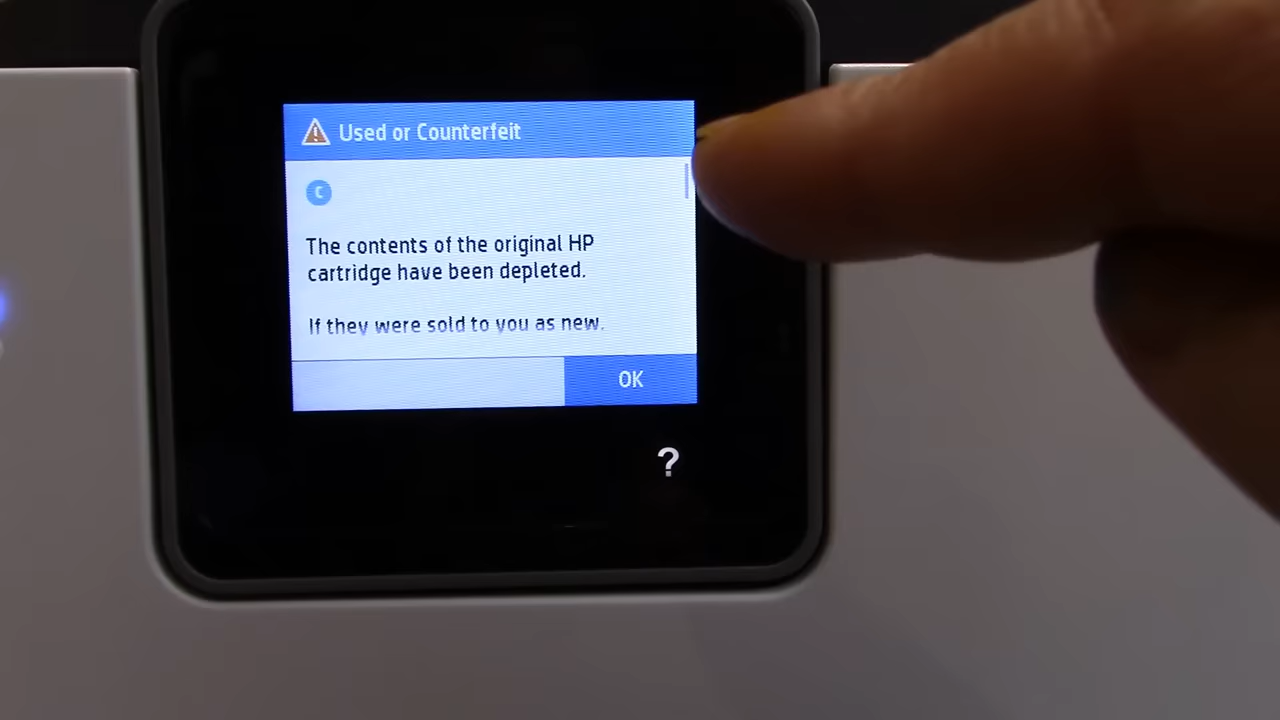 Used or Counterfeit
C
The contents of the original HP
cartridge have been depleted.
If they were sold to you as new.
OK
?